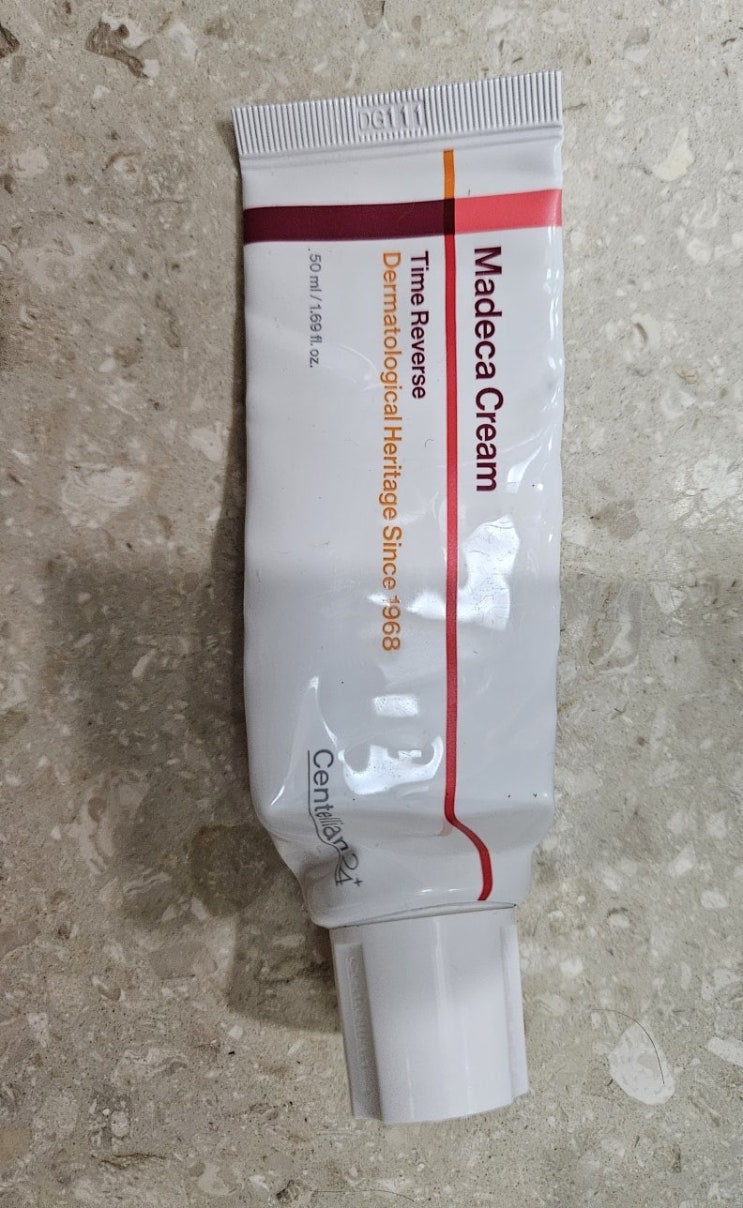 DG111
Madeca Cream
Time Reverse
Dermatological Heritage Since 1968
50 ml / 1.69 fl. oz.
Centellian24+